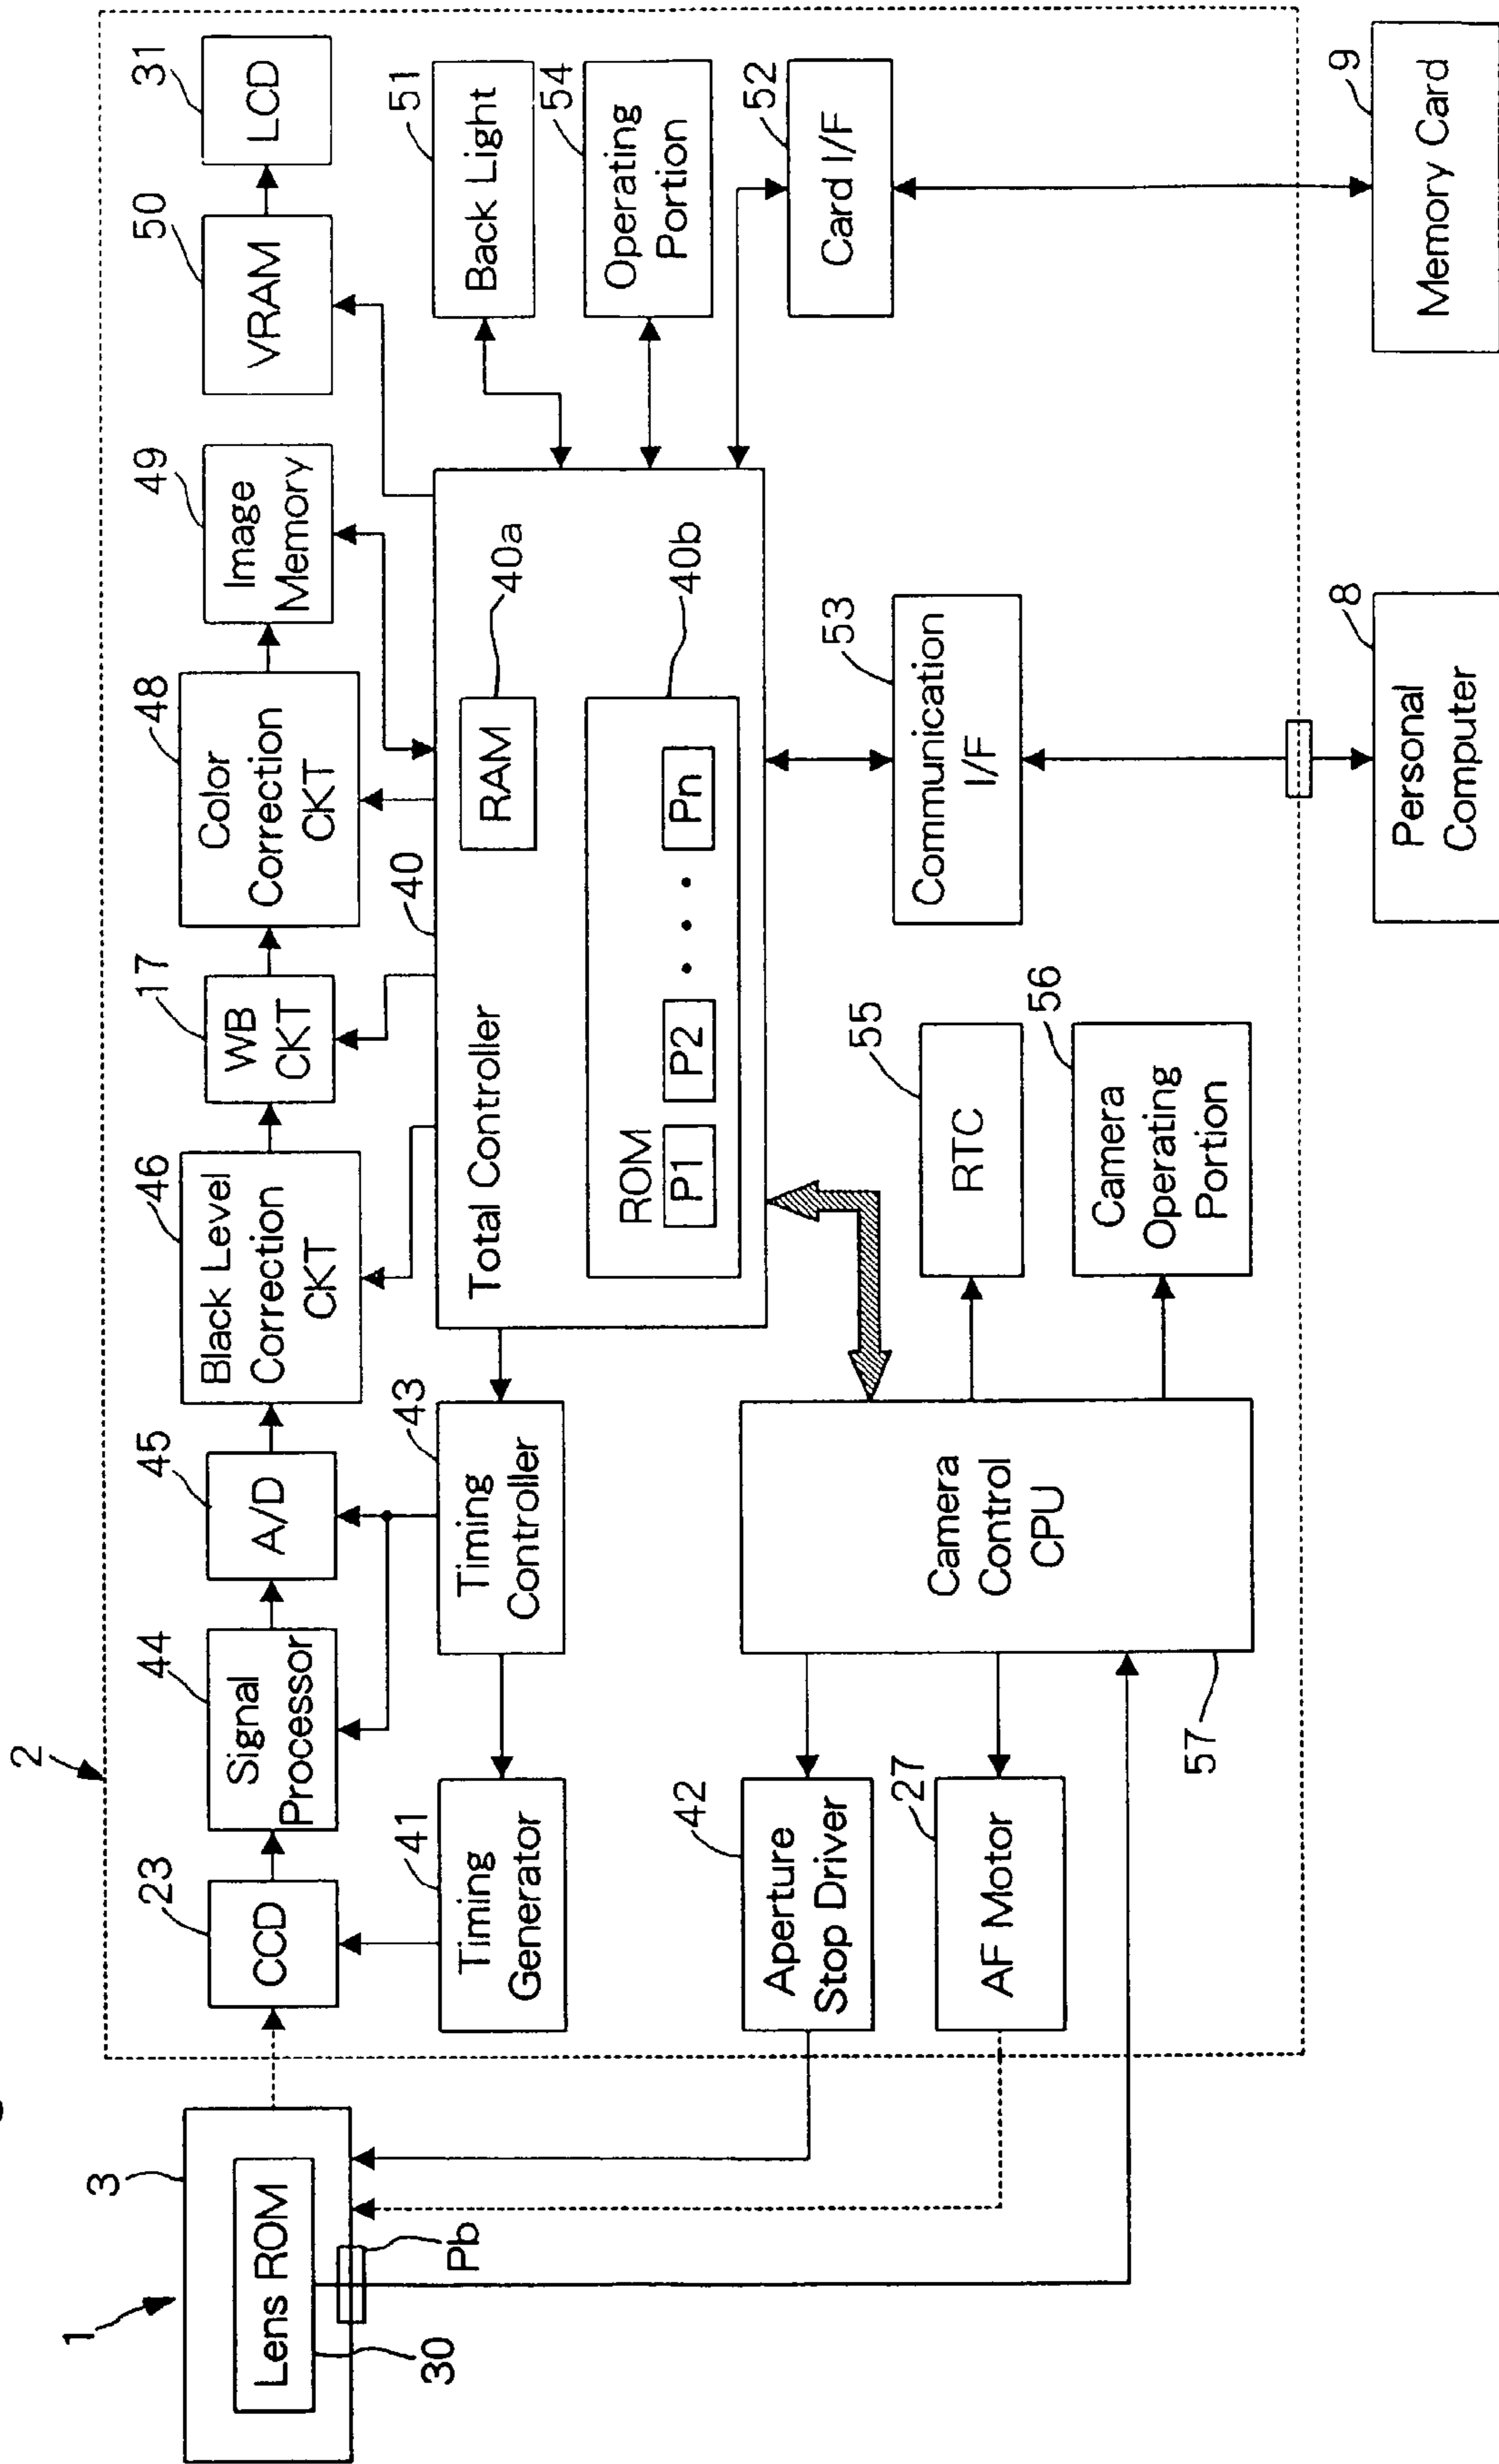 2
23
CCD
44
Signal
Processor
45
A/D
46
Black Level
Correction
CKT
17
WB
CKT
48
Color
Correction
CKT
49
Image
Memory
50
VRAM
31
LCD
1
3
Lens ROM
30
Pb
41
Timing
Generator
43
Timing
Controller
40
Total Controller
RAM
40a
ROM
P1
P2
• • •
Pn
40b
51
Back Light
54
Operating
Portion
52
Card I/F
42
Aperture
Stop Driver
27
AF Motor
Camera
Control
CPU
57
55
RTC
56
Camera
Operating
Portion
53
Communication
I/F
8
Personal
Computer
9
Memory Card